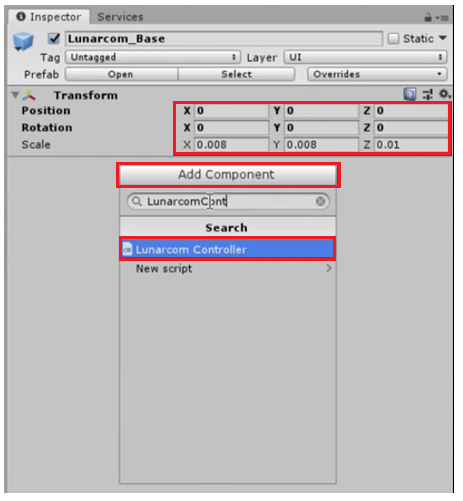 Inspector Services
Lunarcom_Base Static
Tag Untagged Layer UI
Prefab Open Select Overrides
Transform
Position X 0 Y 0 Z 0
Rotation X 0 Y 0 Z 0
Scale X 0.008 Y 0.008 Z 0.01
Add Component
LunarcomCont
Search
Lunarcom Controller
New script